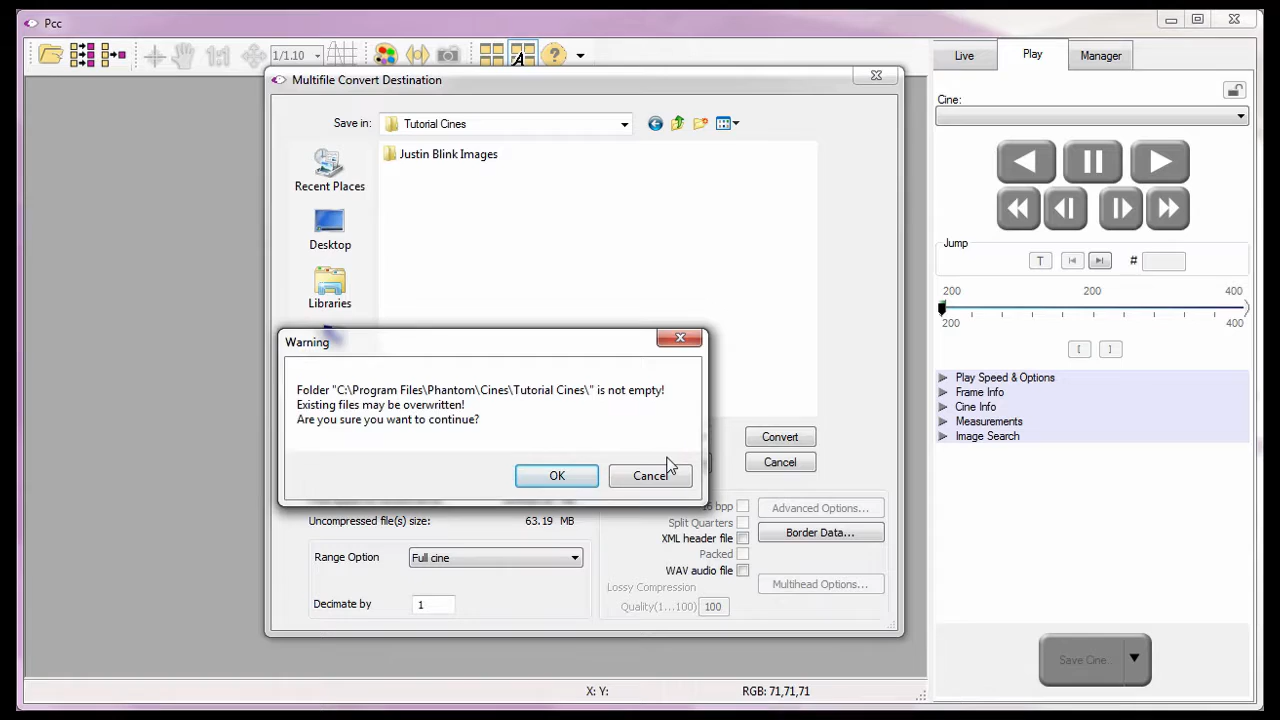 Pcc
1/1.10
A
?
Multifile Convert Destination
Save in:
Tutorial Cines
Justin Blink Images
Recent Places
Desktop
Libraries
Warning
Folder "C:\Program Files\Phantom\Cines\Tutorial Cines\" is not empty!
Existing files may be overwritten!
Are you sure you want to continue?
OK
Cancel
Convert
Cancel
Uncompressed file(s) size:
63.19 MB
Range Option
Full cine
Decimate by
1
bpp
Split Quarters
XML header file
Packed
WAV audio file
Lossy Compression
Quality(1...100)
100
Advanced Options...
Border Data...
Multihead Options...
Live
Play
Manager
Cine:
Jump
T
#
200
200
400
200
400
[
]
Play Speed & Options
Frame Info
Cine Info
Measurements
Image Search
Save Cine...
X: Y:
RGB: 71,71,71